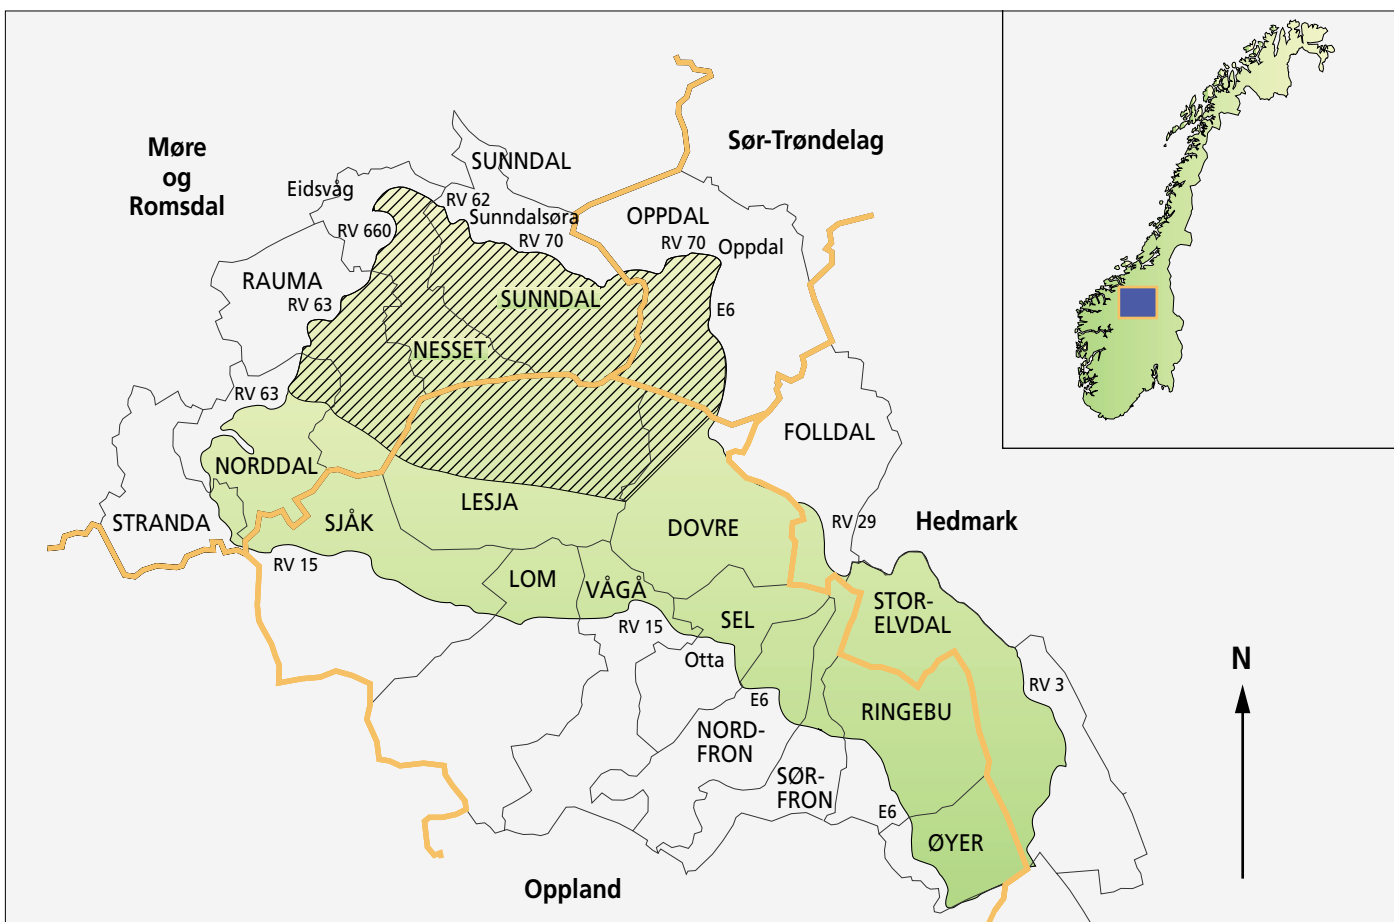 Møre
og
Romsdal
Sør-Trøndelag
SUNNDAL
Eidsvåg
RV 62
Sunndalsøra
OPPDAL
RV 660
RV 70
RV 70
Oppdal
RAUMA
RV 63
SUNNDAL
E6
NESSET
RV 63
FOLLDAL
NORDDAL
LESJA
STRANDA
SJÅK
DOVRE
RV 29
Hedmark
RV 15
LOM
VÅGÅ
STOR-
ELVDAL
RV 15
SEL
Otta
N
RV 3
E6
RINGEBU
NORD-
FRON
SØR-
FRON
E6
ØYER
Oppland